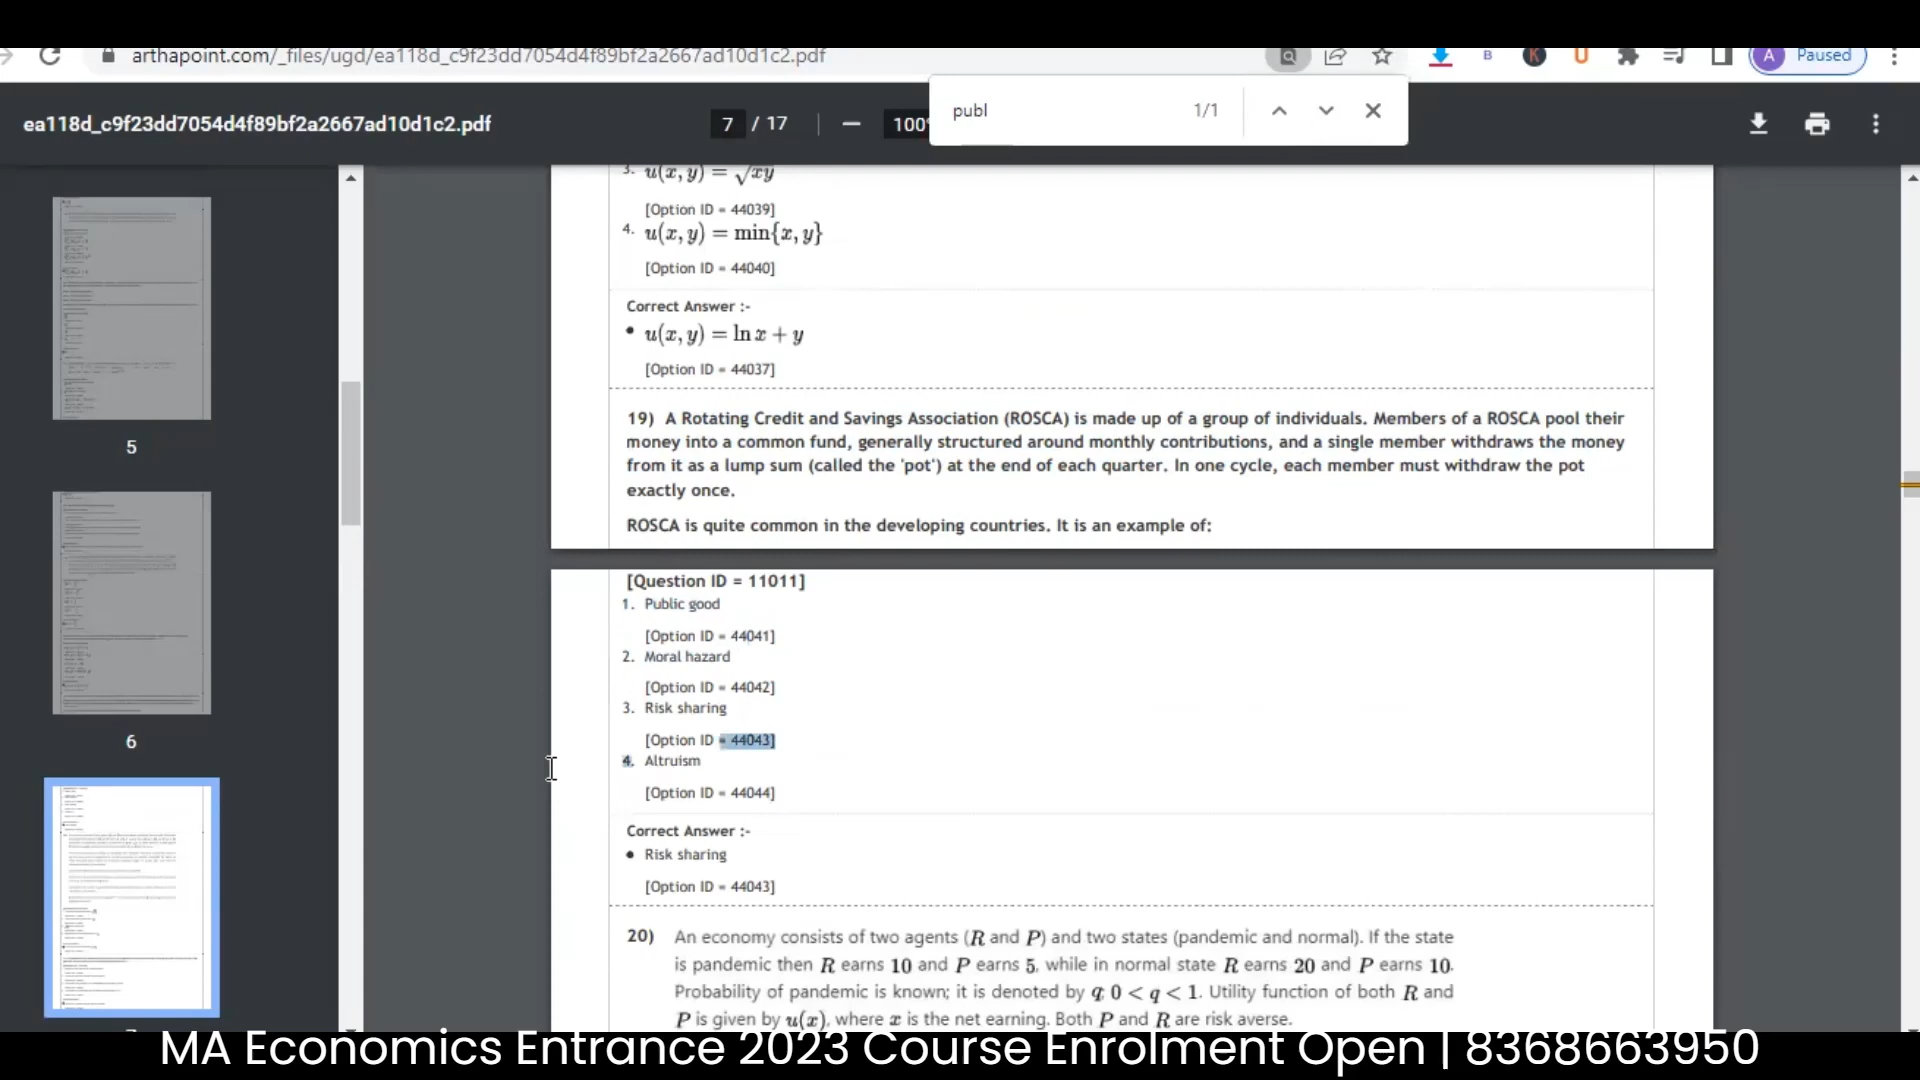 arthapoint.com/_files/ugd/ea118d_c9f23dd7054d4f89bf2a2667ad10d1c2.pdf
B
K
U
A
Paused
publ
1/1
ea118d_c9f23dd7054d4f89bf2a2667ad10d1c2.pdf
7 / 17
100%
3. u(x, y) = √xy
[Option ID = 44039]
4. u(x, y) = min{x, y}
[Option ID = 44040]
Correct Answer :-
• u(x, y) = ln x + y
[Option ID = 44037]
19) A Rotating Credit and Savings Association (ROSCA) is made up of a group of individuals. Members of a ROSCA pool their
money into a common fund, generally structured around monthly contributions, and a single member withdraws the money
from it as a lump sum (called the 'pot') at the end of each quarter. In one cycle, each member must withdraw the pot
exactly once.
ROSCA is quite common in the developing countries. It is an example of:
[Question ID = 11011]
1. Public good
[Option ID = 44041]
2. Moral hazard
[Option ID = 44042]
3. Risk sharing
[Option ID = 44043]
4. Altruism
[Option ID = 44044]
Correct Answer :-
• Risk sharing
[Option ID = 44043]
20) An economy consists of two agents (R and P) and two states (pandemic and normal). If the state
is pandemic then R earns 10 and P earns 5, while in normal state R earns 20 and P earns 10.
Probability of pandemic is known; it is denoted by q; 0 < q < 1. Utility function of both R and
P is given by u(x), where x is the net earning. Both P and R are risk averse.
5
6
MA Economics Entrance 2023 Course Enrolment Open | 8368663950